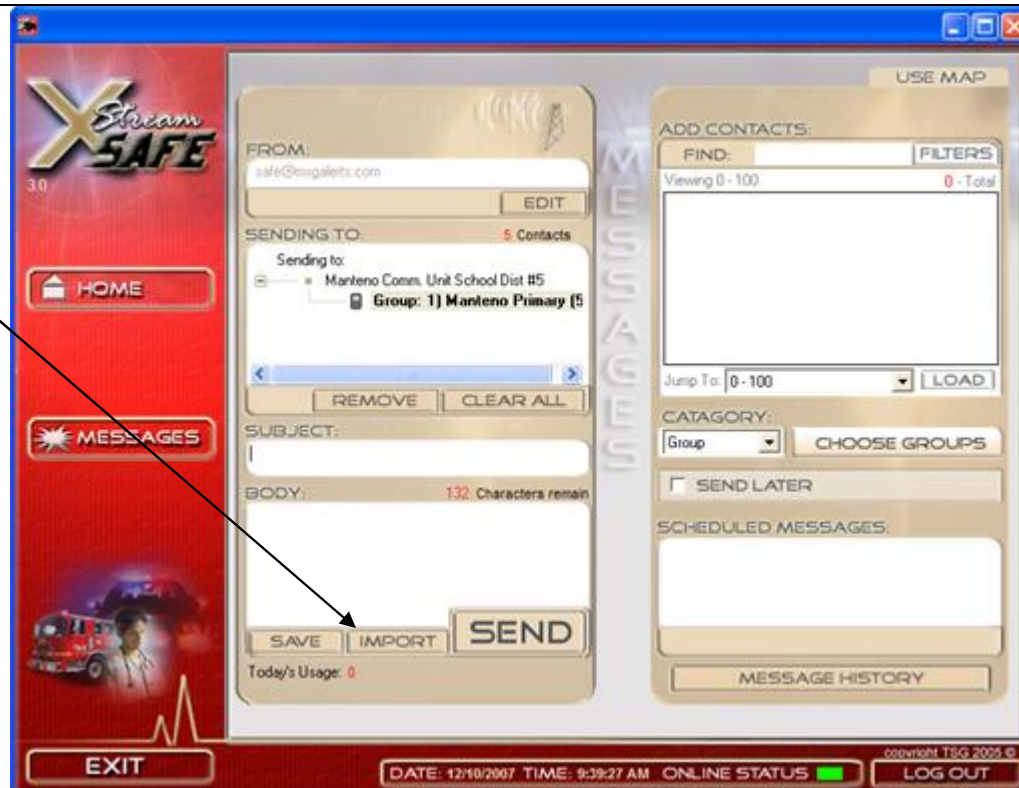 Stream
XSAFE
3.0
HOME
MESSAGES
EXIT
FROM:
safe@msgalerts.com
EDIT
SENDING TO: 5 Contacts
Sending to:
Manteno Comm. Unit School Dist #5
Group: 1) Manteno Primary (5
REMOVE CLEAR ALL
SUBJECT:
BODY: 132 Characters remain
SAVE IMPORT SEND
Today's Usage: 0
MESSAGES
USE MAP
ADD CONTACTS:
FIND: FILTERS
Viewing 0 - 100 0 - Total
Jump To: 0 - 100 LOAD
CATAGORY:
Group CHOOSE GROUPS
SEND LATER
SCHEDULED MESSAGES:
MESSAGE HISTORY
copyright TSG 2005 ©
DATE: 12/10/2007 TIME: 9:39:27 AM ONLINE STATUS LOG OUT